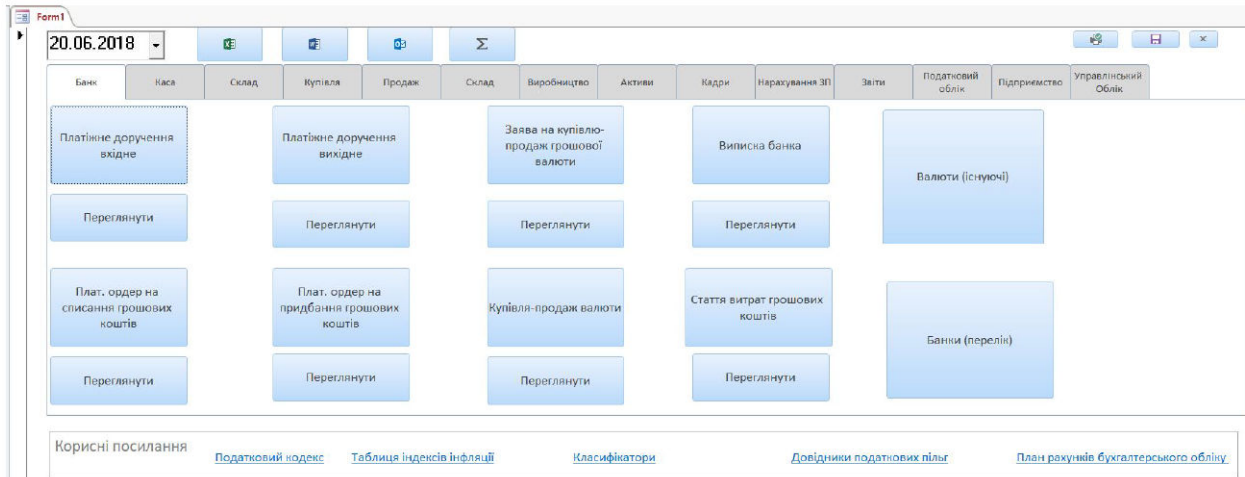 Form1
20.06.2018
Σ
Банк Каса Склад Купівля Продаж Склад Виробництво Активи Кадри Нарахування ЗП Звіти Податковий облік Підприємство Управлінський Облік
Платіжне доручення
вхідне
Платіжне доручення
вихідне
Заява на купівлю-
продаж грошової
валюти
Виписка банка
Валюти (існуючі)
Переглянути
Переглянути
Переглянути
Переглянути
Плат. ордер на
списання грошових
коштів
Плат. ордер на
придбання грошових
коштів
Купівля-продаж валюти
Стаття витрат грошових
коштів
Банки (перелік)
Переглянути
Переглянути
Переглянути
Переглянути
Корисні посилання
Податковий кодекс Таблиця індексів інфляції Класифікатори Довідники податкових пільг План рахунків бухгалтерського обліку